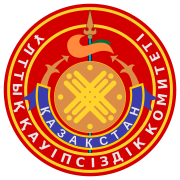 ҰЛТТЫҚ ҚАУІПСІЗДІК КОМИТЕТІ
ҚАЗАҚСТАН